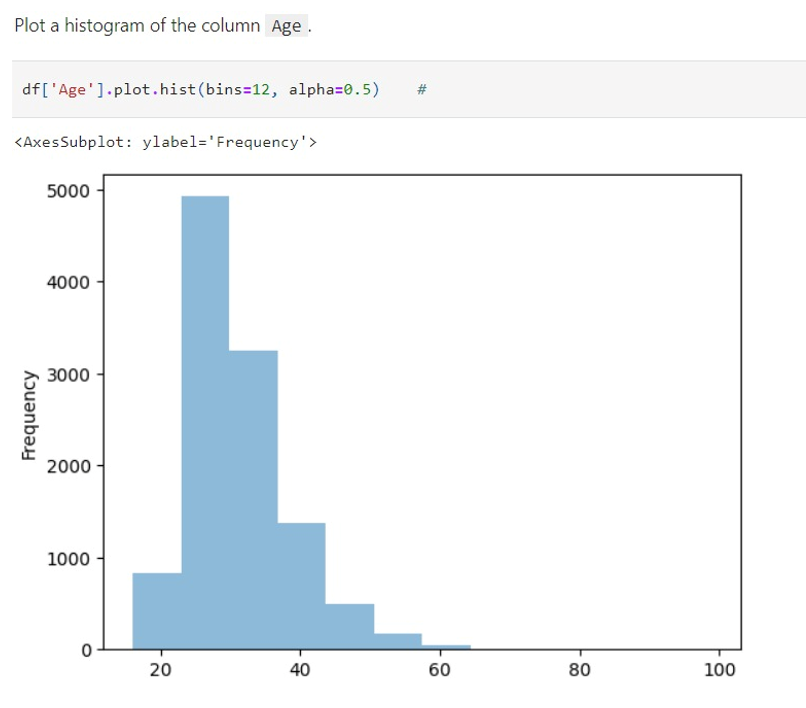 Plot a histogram of the column Age .
df['Age'].plot.hist(bins=12, alpha=0.5)    #
<AxesSubplot: ylabel='Frequency'>
5000
4000
3000
2000
1000
0
Frequency
20 40 60 80 100